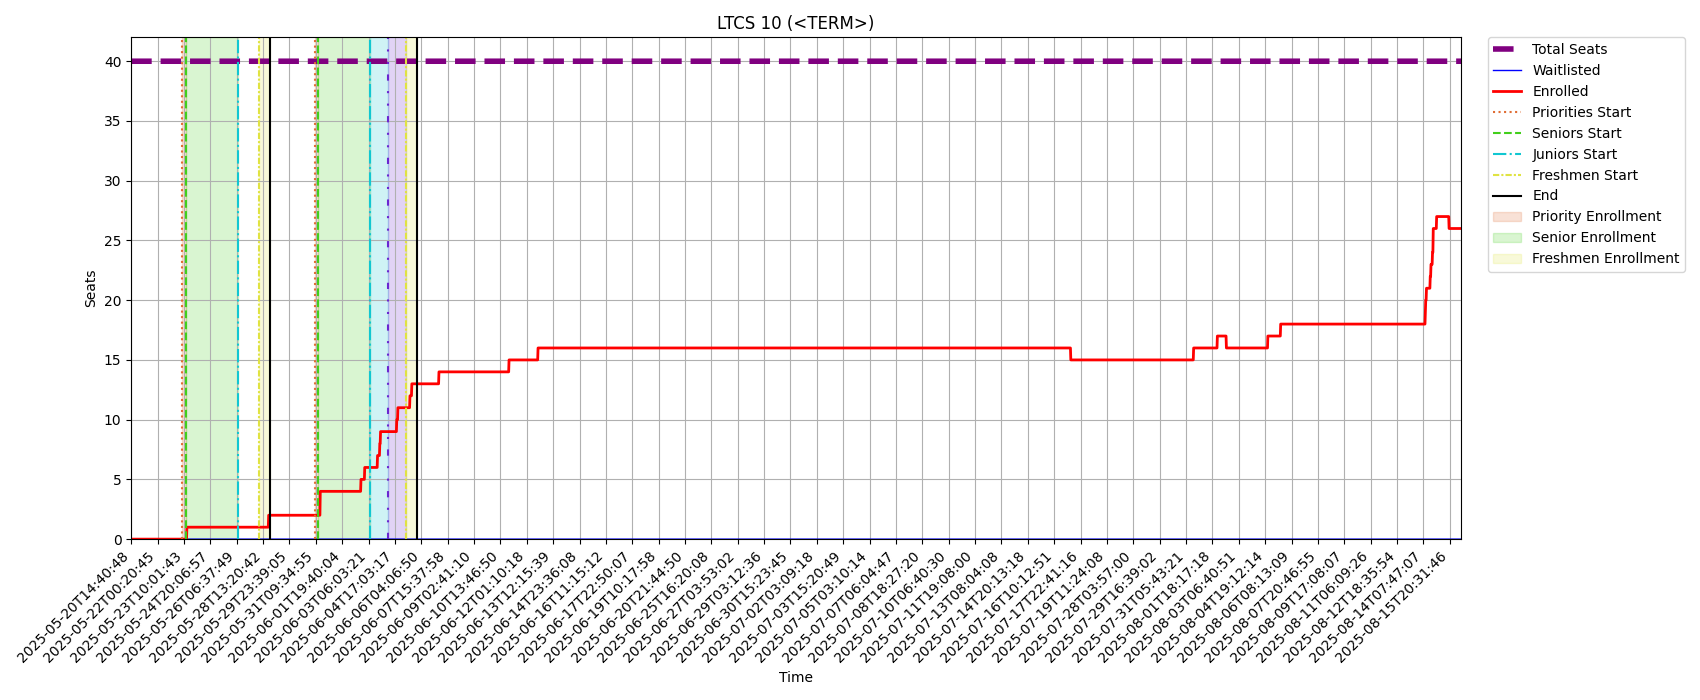 LTCS 10 (<TERM>)
Total Seats
Waitlisted
Enrolled
Priorities Start
Seniors Start
Juniors Start
Freshmen Start
End
Priority Enrollment
Senior Enrollment
Freshmen Enrollment
Seats
40
35
30
25
20
15
10
5
0
2025-05-20T14:40:48
2025-05-22T00:20:45
2025-05-23T10:01:43
2025-05-24T20:06:57
2025-05-26T06:37:49
2025-05-28T13:20:42
2025-05-29T23:39:05
2025-05-31T09:34:55
2025-06-01T19:40:04
2025-06-03T06:03:21
2025-06-04T17:03:17
2025-06-06T04:06:50
2025-06-07T15:37:58
2025-06-09T02:41:10
2025-06-10T13:46:50
2025-06-12T01:10:18
2025-06-13T12:15:39
2025-06-14T23:36:08
2025-06-16T11:15:12
2025-06-17T22:50:07
2025-06-19T10:17:58
2025-06-20T21:44:50
2025-06-25T16:20:08
2025-06-27T03:53:02
2025-06-29T03:12:36
2025-06-30T15:23:45
2025-07-02T03:09:18
2025-07-03T15:20:49
2025-07-05T03:10:14
2025-07-07T06:04:47
2025-07-08T18:27:20
2025-07-10T06:40:30
2025-07-11T19:08:00
2025-07-13T08:04:08
2025-07-14T20:13:18
2025-07-16T10:12:51
2025-07-17T22:41:16
2025-07-19T11:24:08
2025-07-28T03:57:00
2025-07-29T16:39:02
2025-07-31T05:43:21
2025-08-01T18:17:18
2025-08-03T06:40:51
2025-08-04T19:12:14
2025-08-06T08:13:09
2025-08-07T20:46:55
2025-08-09T17:08:07
2025-08-11T06:09:26
2025-08-12T18:35:54
2025-08-14T07:47:07
2025-08-15T20:31:46
Time